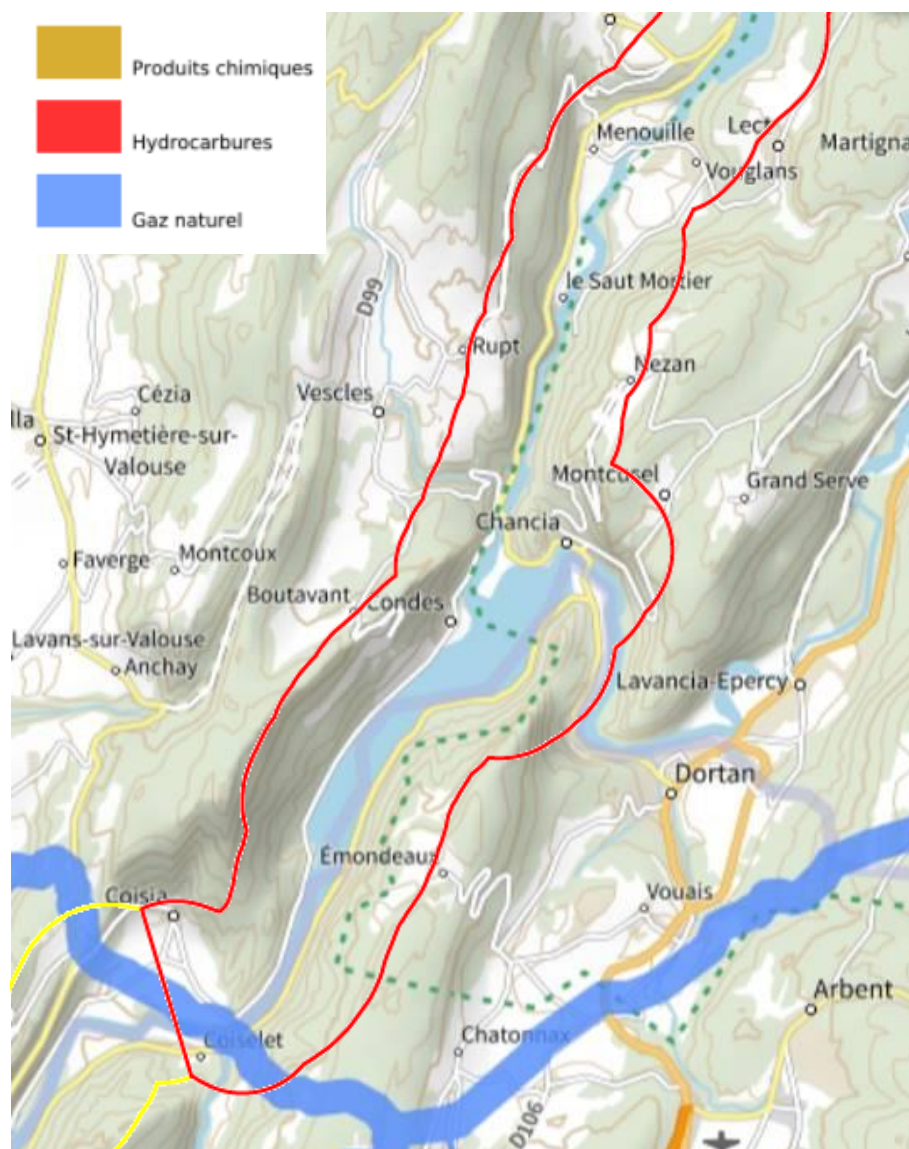 Produits chimiques
Hydrocarbures
Gaz naturel
Menouille
Lect
Martigna
Vouglans
D99
le Saut Mortier
Rupt
Nezan
Cézia
Vescles
lla
St-Hymetière-sur-
Valouse
Montcusel
Grand Serve
Chancia
Faverge
Montcoux
Boutavant
Condes
Lavans-sur-Valouse
Anchay
Lavancia-Epercy
Dortan
Émondeaux
Coisia
Vouais
Arbent
Coiselet
Chatonnax
D106